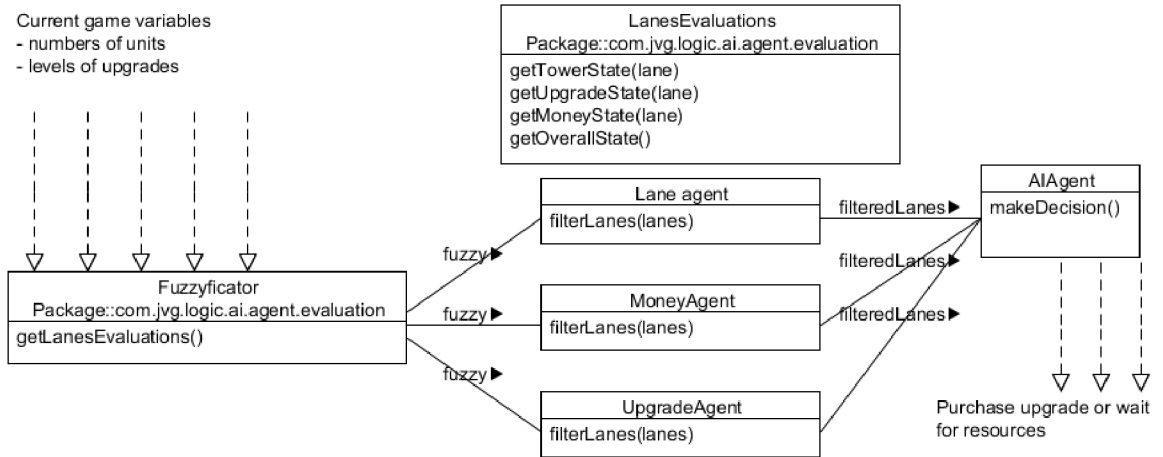 Current game variables
- numbers of units
- levels of upgrades
LanesEvaluations
Package::com.jvg.logic.ai.agent.evaluation
getTowerState(lane)
getUpgradeState(lane)
getMoneyState(lane)
getOverallState()
Lane agent
filterLanes(lanes)
filteredLanes
AIAgent
makeDecision()
fuzzy
filteredLanes
Fuzzyficator
Package::com.jvg.logic.ai.agent.evaluation
getLanesEvaluations()
fuzzy
MoneyAgent
filterLanes(lanes)
filteredLanes
fuzzy
UpgradeAgent
filterLanes(lanes)
Purchase upgrade or wait
for resources